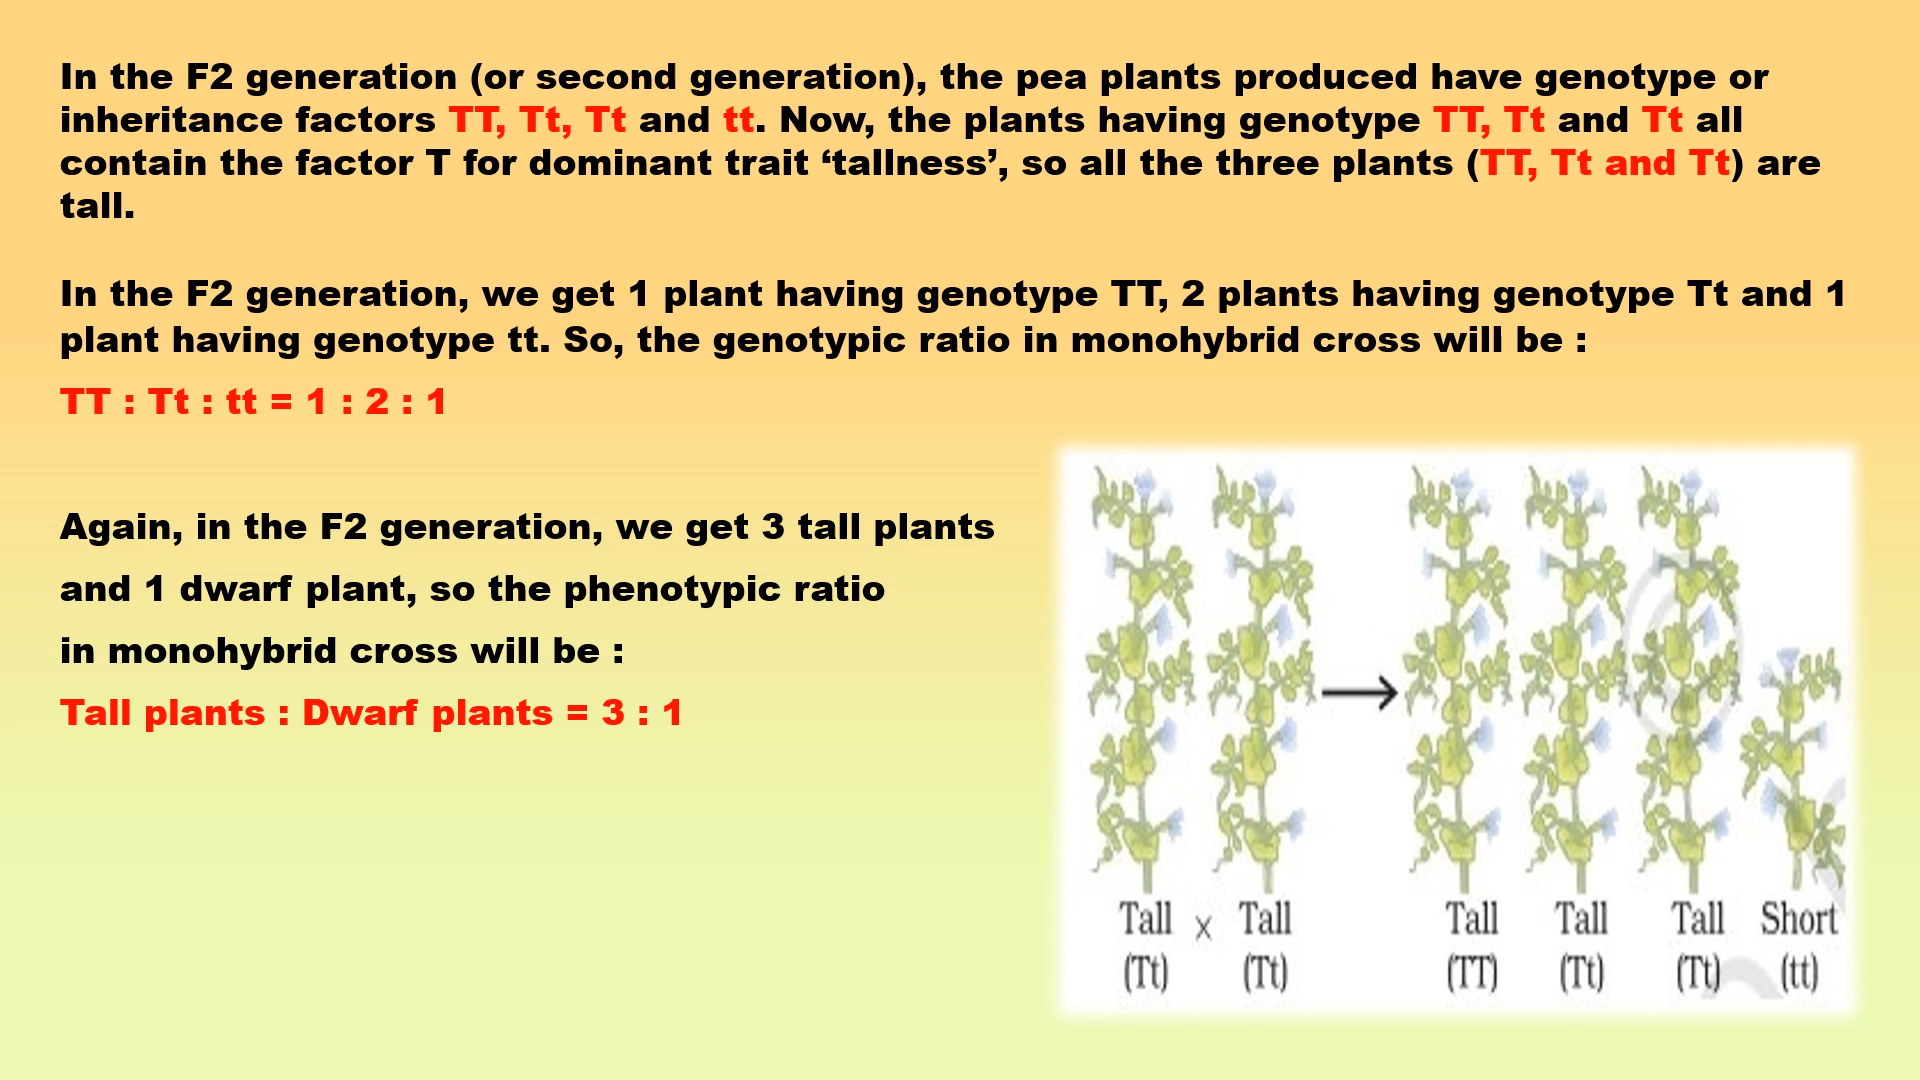 In the F2 generation (or second generation), the pea plants produced have genotype or
inheritance factors TT, Tt, Tt and tt. Now, the plants having genotype TT, Tt and Tt all
contain the factor T for dominant trait ‘tallness’, so all the three plants (TT, Tt and Tt) are
tall.
In the F2 generation, we get 1 plant having genotype TT, 2 plants having genotype Tt and 1
plant having genotype tt. So, the genotypic ratio in monohybrid cross will be :
TT : Tt : tt = 1 : 2 : 1
Again, in the F2 generation, we get 3 tall plants
and 1 dwarf plant, so the phenotypic ratio
in monohybrid cross will be :
Tall plants : Dwarf plants = 3 : 1
Tall x Tall Tall Tall Tall Short
(Tt) (Tt) (TT) (Tt) (Tt) (tt)